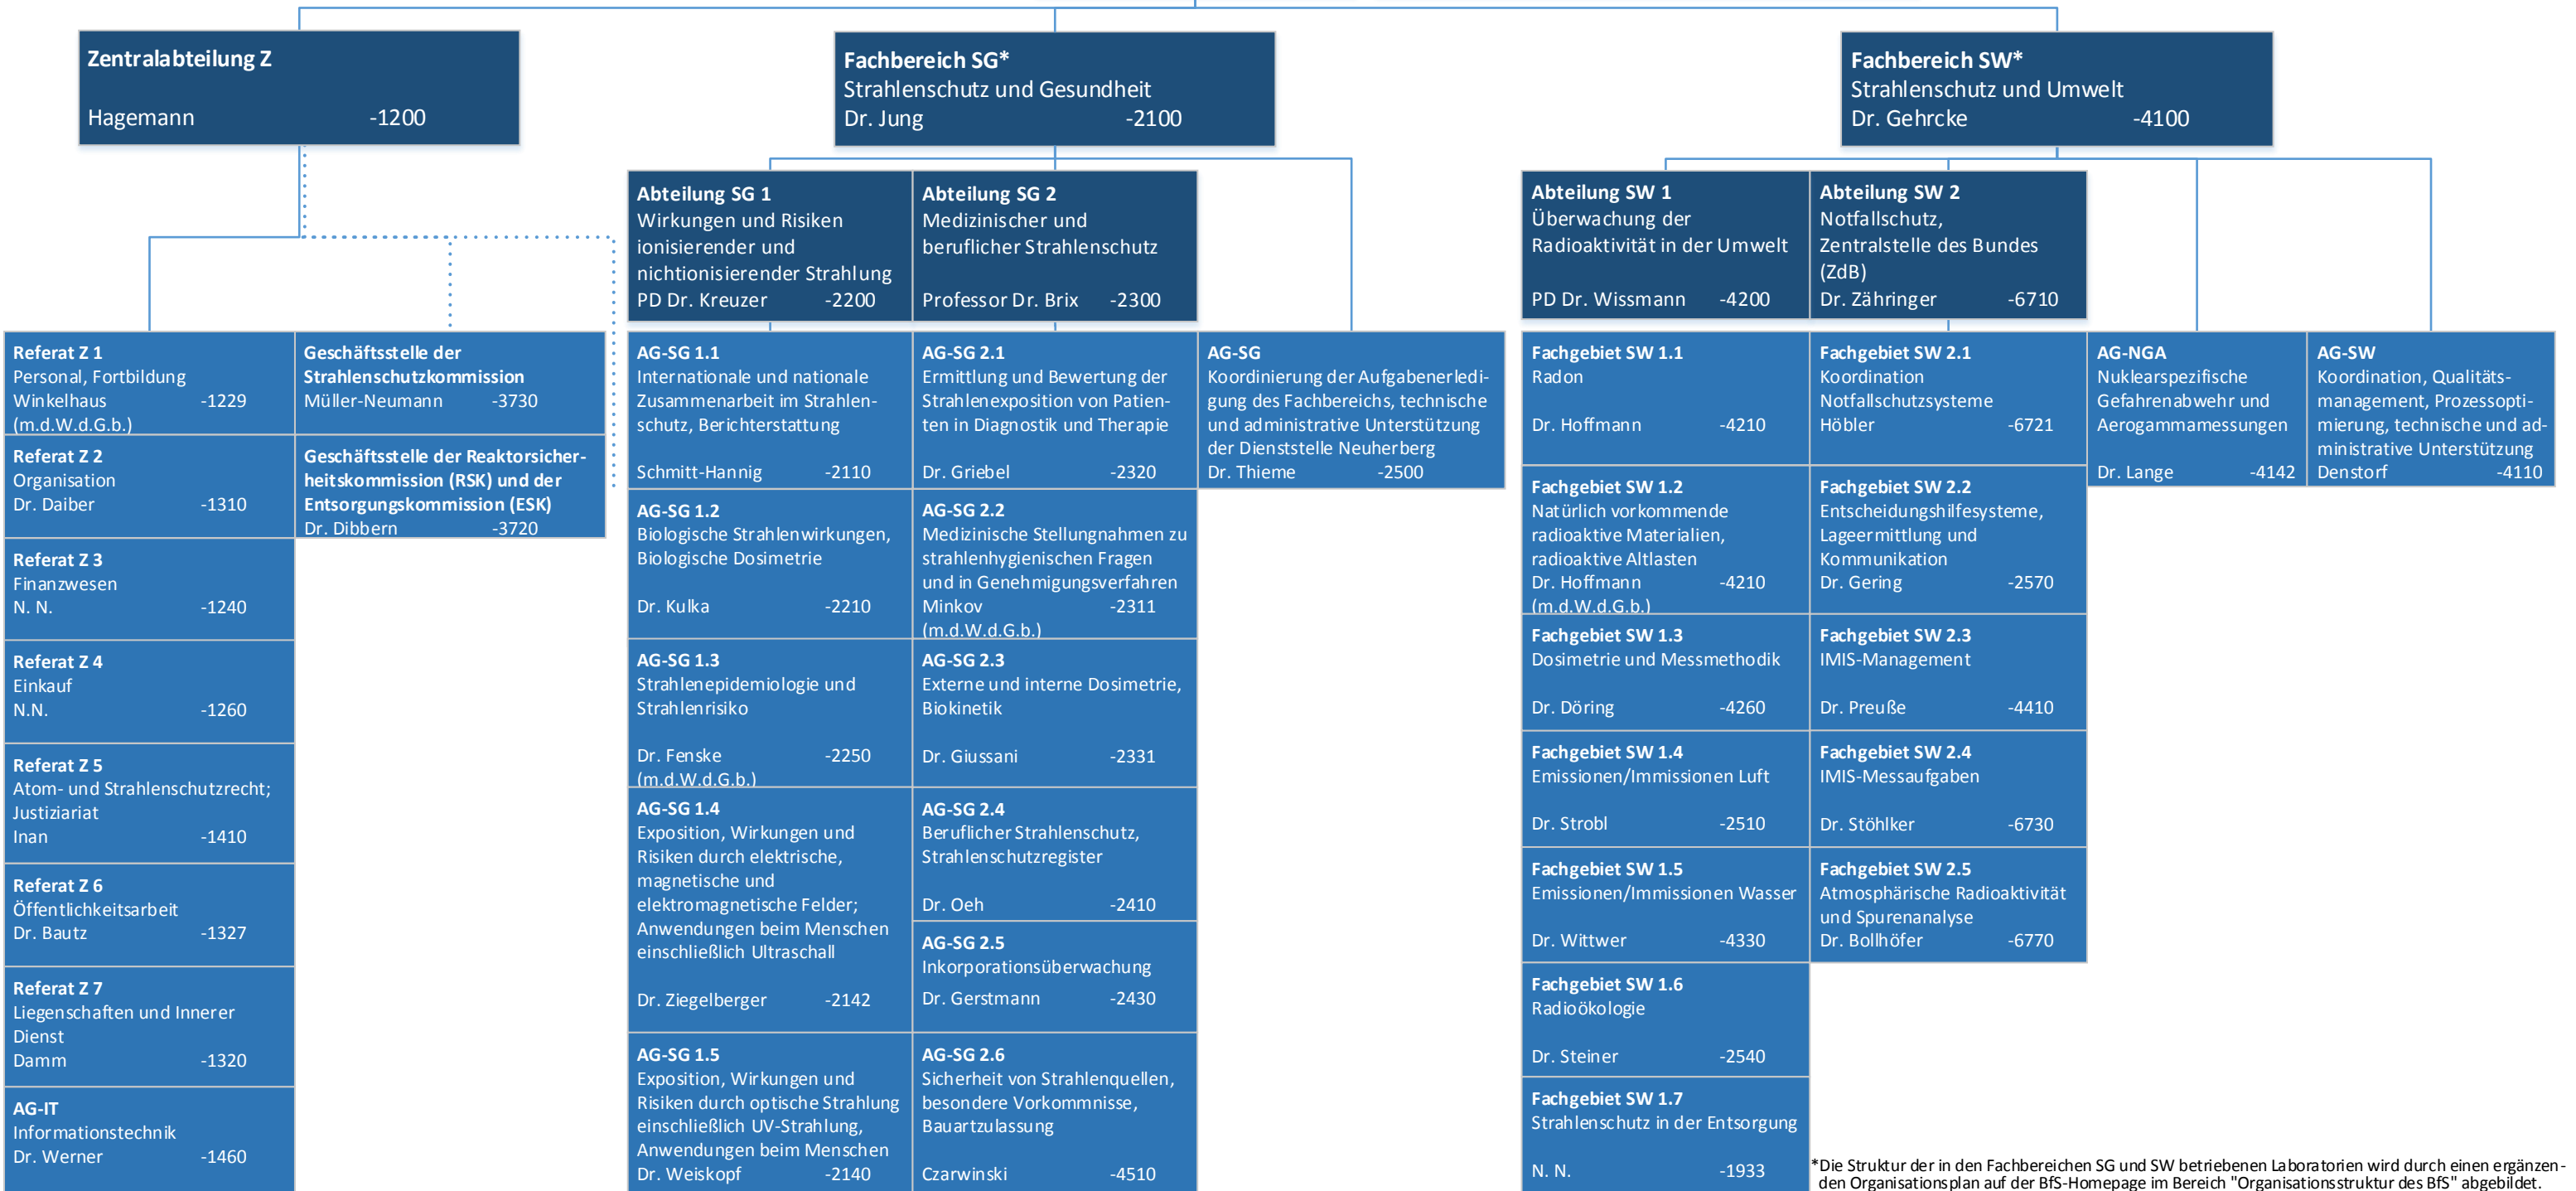 Zentralabteilung Z
Hagemann -1200
Fachbereich SG*
Strahlenschutz und Gesundheit
Dr. Jung -2100
Fachbereich SW*
Strahlenschutz und Umwelt
Dr. Gehrcke -4100
Referat Z 1
Personal, Fortbildung
Winkelhaus -1229
(m.d.W.d.G.b.)
Referat Z 2
Organisation
Dr. Daiber -1310
Referat Z 3
Finanzwesen
N. N. -1240
Referat Z 4
Einkauf
N.N. -1260
Referat Z 5
Atom- und Strahlenschutzrecht;
Justiziariat
Inan -1410
Referat Z 6
Öffentlichkeitsarbeit
Dr. Bautz -1327
Referat Z 7
Liegenschaften und Innerer
Dienst
Damm -1320
AG-IT
Informationstechnik
Dr. Werner -1460
Geschäftsstelle der
Strahlenschutzkommission
Müller-Neumann -3730
Geschäftsstelle der Reaktorsicher-
heitskommission (RSK) und der
Entsorgungskommission (ESK)
Dr. Dibbern -3720
Abteilung SG 1
Wirkungen und Risiken
ionisierender und
nichtionisierender Strahlung
PD Dr. Kreuzer -2200
AG-SG 1.1
Internationale und nationale
Zusammenarbeit im Strahlen-
schutz, Berichterstattung
Schmitt-Hannig -2110
AG-SG 1.2
Biologische Strahlenwirkungen,
Biologische Dosimetrie
Dr. Kulka -2210
AG-SG 1.3
Strahlenepidemiologie und
Strahlenrisiko
Dr. Fenske -2250
(m.d.W.d.G.b.)
AG-SG 1.4
Exposition, Wirkungen und
Risiken durch elektrische,
magnetische und
elektromagnetische Felder;
Anwendungen beim Menschen
einschließlich Ultraschall
Dr. Ziegelberger -2142
AG-SG 1.5
Exposition, Wirkungen und
Risiken durch optische Strahlung
einschließlich UV-Strahlung,
Anwendungen beim Menschen
Dr. Weiskopf -2140
Abteilung SG 2
Medizinischer und
beruflicher Strahlenschutz
Professor Dr. Brix -2300
AG-SG 2.1
Ermittlung und Bewertung der
Strahlenexposition von Patien-
ten in Diagnostik und Therapie
Dr. Griebel -2320
AG-SG 2.2
Medizinische Stellungnahmen zu
strahlenhygienischen Fragen
und in Genehmigungsverfahren
Minkov -2311
(m.d.W.d.G.b.)
AG-SG 2.3
Externe und interne Dosimetrie,
Biokinetik
Dr. Giussani -2331
AG-SG 2.4
Beruflicher Strahlenschutz,
Strahlenschutzregister
Dr. Oeh -2410
AG-SG 2.5
Inkorporationsüberwachung
Dr. Gerstmann -2430
AG-SG 2.6
Sicherheit von Strahlenquellen,
besondere Vorkommnisse,
Bauartzulassung
Czarwinski -4510
AG-SG
Koordinierung der Aufgabenerledi-
gung des Fachbereichs, technische
und administrative Unterstützung
der Dienststelle Neuherberg
Dr. Thieme -2500
Abteilung SW 1
Überwachung der
Radioaktivität in der Umwelt
PD Dr. Wissmann -4200
Fachgebiet SW 1.1
Radon
Dr. Hoffmann -4210
Fachgebiet SW 1.2
Natürlich vorkommende
radioaktive Materialien,
radioaktive Altlasten
Dr. Hoffmann -4210
(m.d.W.d.G.b.)
Fachgebiet SW 1.3
Dosimetrie und Messmethodik
Dr. Döring -4260
Fachgebiet SW 1.4
Emissionen/Immissionen Luft
Dr. Strobl -2510
Fachgebiet SW 1.5
Emissionen/Immissionen Wasser
Dr. Wittwer -4330
Fachgebiet SW 1.6
Radioökologie
Dr. Steiner -2540
Fachgebiet SW 1.7
Strahlenschutz in der Entsorgung
N. N. -1933
Abteilung SW 2
Notfallschutz,
Zentralstelle des Bundes
(ZdB)
Dr. Zähringer -6710
Fachgebiet SW 2.1
Koordination
Notfallschutzsysteme
Höbler -6721
Fachgebiet SW 2.2
Entscheidungshilfesysteme,
Lageermittlung und
Kommunikation
Dr. Gering -2570
Fachgebiet SW 2.3
IMIS-Management
Dr. Preuße -4410
Fachgebiet SW 2.4
IMIS-Messaufgaben
Dr. Stöhlker -6730
Fachgebiet SW 2.5
Atmosphärische Radioaktivität
und Spurenanalyse
Dr. Bollhöfer -6770
AG-NGA
Nuklearspezifische
Gefahrenabwehr und
Aerogammamessungen
Dr. Lange -4142
AG-SW
Koordination, Qualitäts-
management, Prozessopti-
mierung, technische und ad-
ministrative Unterstützung
Denstorf -4110
*Die Struktur der in den Fachbereichen SG und SW betriebenen Laboratorien wird durch einen ergänzen-
den Organisationsplan auf der BfS-Homepage im Bereich "Organisationsstruktur des BfS" abgebildet.